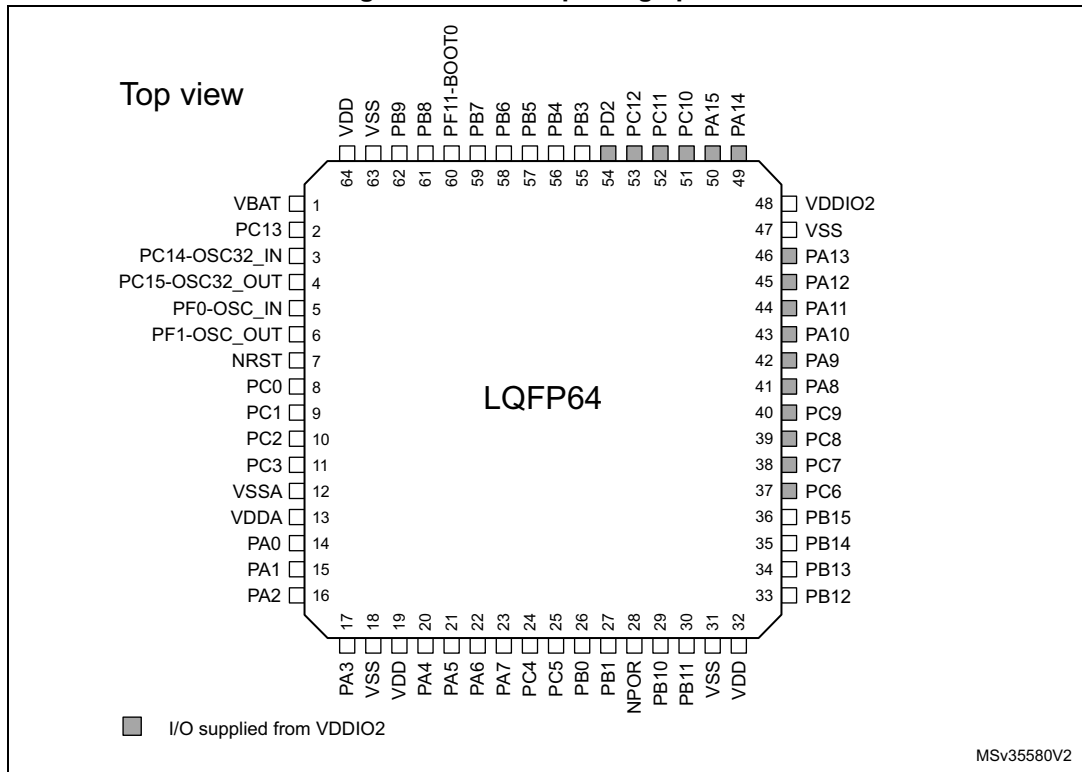 Top view
VDD
VSS
PB9
PB8
PF11-BOOT0
PB7
PB6
PB5
PB4
PB3
PD2
PC12
PC11
PC10
PA15
PA14
64
63
62
61
60
59
58
57
56
55
54
53
52
51
50
49
VBAT 1
PC13 2
PC14-OSC32_IN 3
PC15-OSC32_OUT 4
PF0-OSC_IN 5
PF1-OSC_OUT 6
NRST 7
PC0 8
PC1 9
PC2 10
PC3 11
VSSA 12
VDDA 13
PA0 14
PA1 15
PA2 16
LQFP64
48 VDDIO2
47 VSS
46 PA13
45 PA12
44 PA11
43 PA10
42 PA9
41 PA8
40 PC9
39 PC8
38 PC7
37 PC6
36 PB15
35 PB14
34 PB13
33 PB12
17
18
19
20
21
22
23
24
25
26
27
28
29
30
31
32
PA3
VSS
VDD
PA4
PA5
PA6
PA7
PC4
PC5
PB0
PB1
NPOR
PB10
PB11
VSS
VDD
I/O supplied from VDDIO2
MSv35580V2